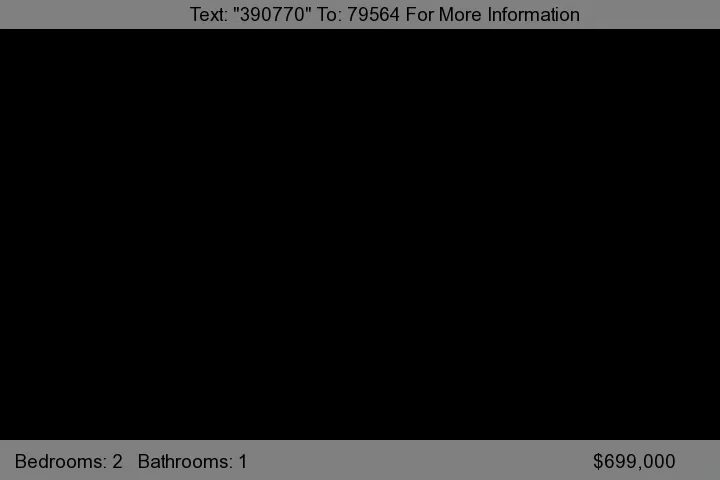 Text: "390770" To: 79564 For More Information
Bedrooms: 2 Bathrooms: 1 $699,000